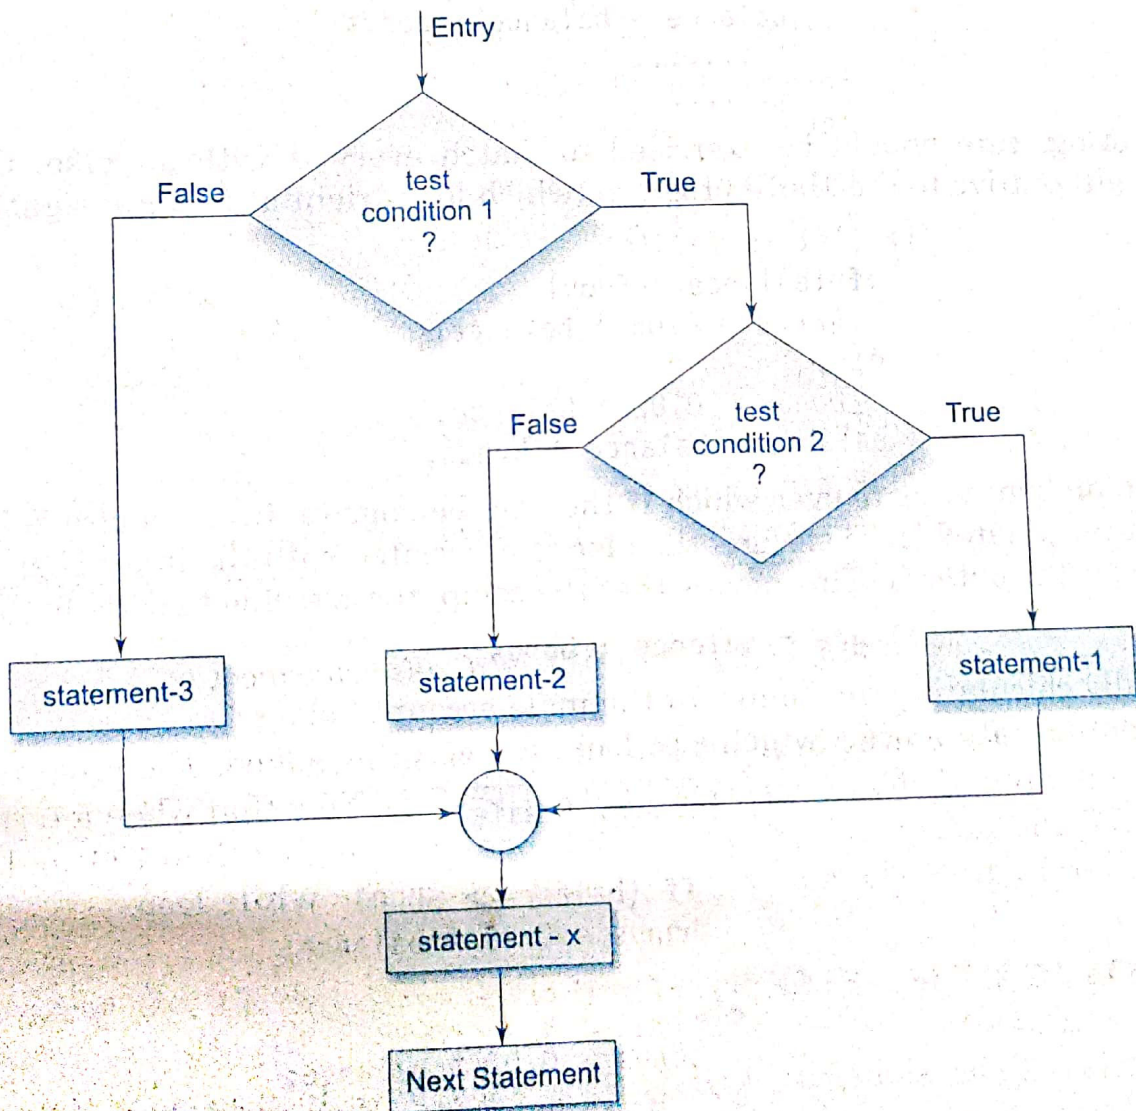 Entry
test
condition 1
?
False
True
test
condition 2
?
False
True
statement-3
statement-2
statement-1
statement - x
Next Statement